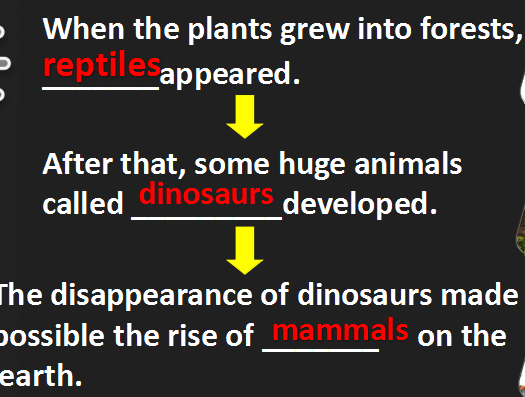 When the plants grew into forests,
reptiles appeared.
After that, some huge animals
called dinosaurs developed.
The disappearance of dinosaurs made
possible the rise of mammals on the
earth.